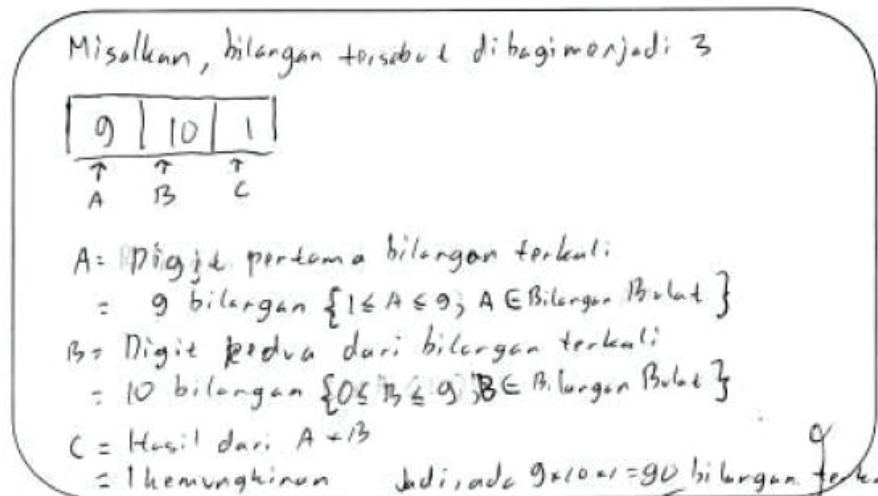 Misalkan, bilangan tersebut dibagi menjadi 3
9 | 10 | 1
↑ ↑ ↑
A B C
A = Digit pertama bilangan terkali
= 9 bilangan {1 ≤ A ≤ 9; A ∈ Bilangan Bulat}
B = Digit kedua dari bilangan terkali
= 10 bilangan {0 ≤ B ≤ 9; B ∈ Bilangan Bulat}
C = Hasil dari A × B
= 1 kemungkinan Jadi, ada 9×10×1 = 90 bilangan